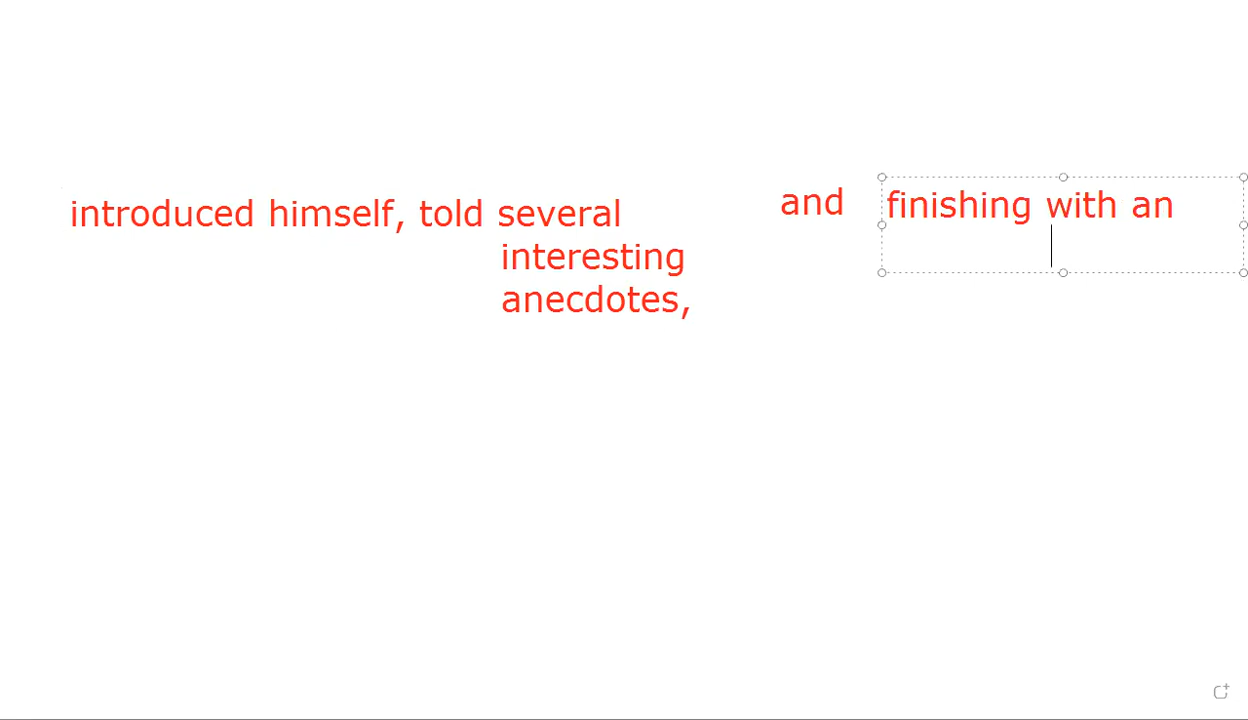 introduced himself, told several
interesting
anecdotes,
and
finishing with an